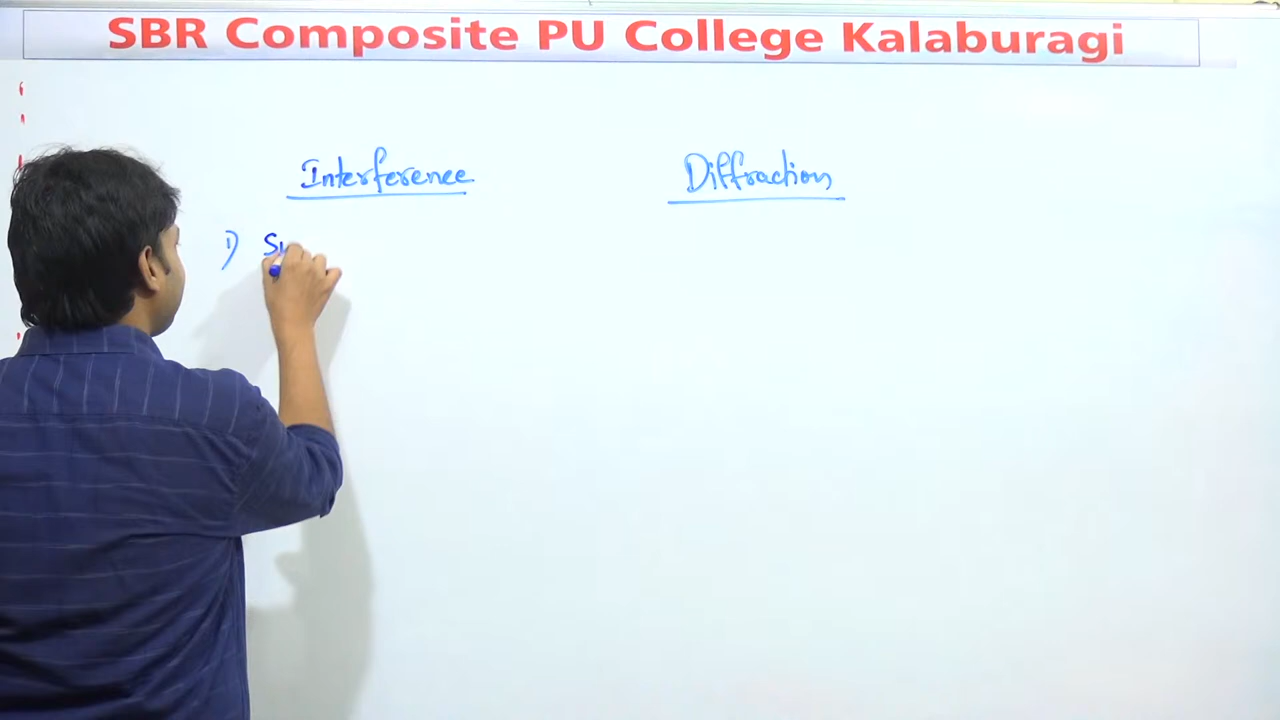 SBR Composite PU College Kalaburagi
Interference Diffraction
1)